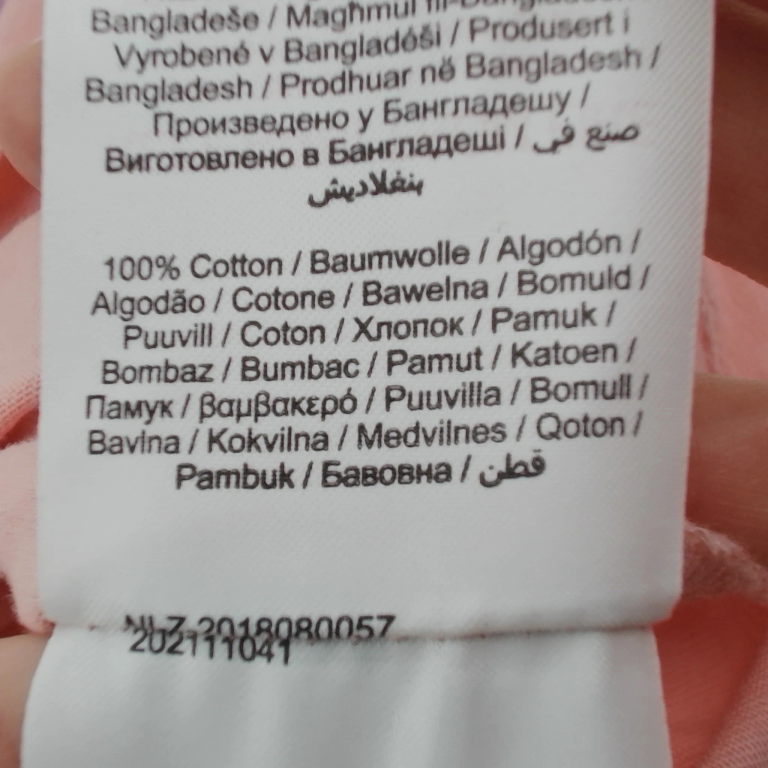 Bangladeše / Magħmul fil-Bangladesh
Vyrobené v Bangladéši / Produsert i
Bangladesh / Prodhuar në Bangladesh /
Произведено у Бангладешу /
Виготовлено в Бангладеші / صنع في
بنغلاديش
100% Cotton / Baumwolle / Algodón /
Algodão / Cotone / Bawełna / Bomuld /
Puuvill / Coton / Хлопок / Pamuk /
Bombaz / Bumbac / Pamut / Katoen /
Памук / βαμβακερό / Puuvilla / Bomull /
Bavlna / Kokvilna / Medvilnes / Qoton /
Pambuk / Бавовна / قطن
2018080057
202111041